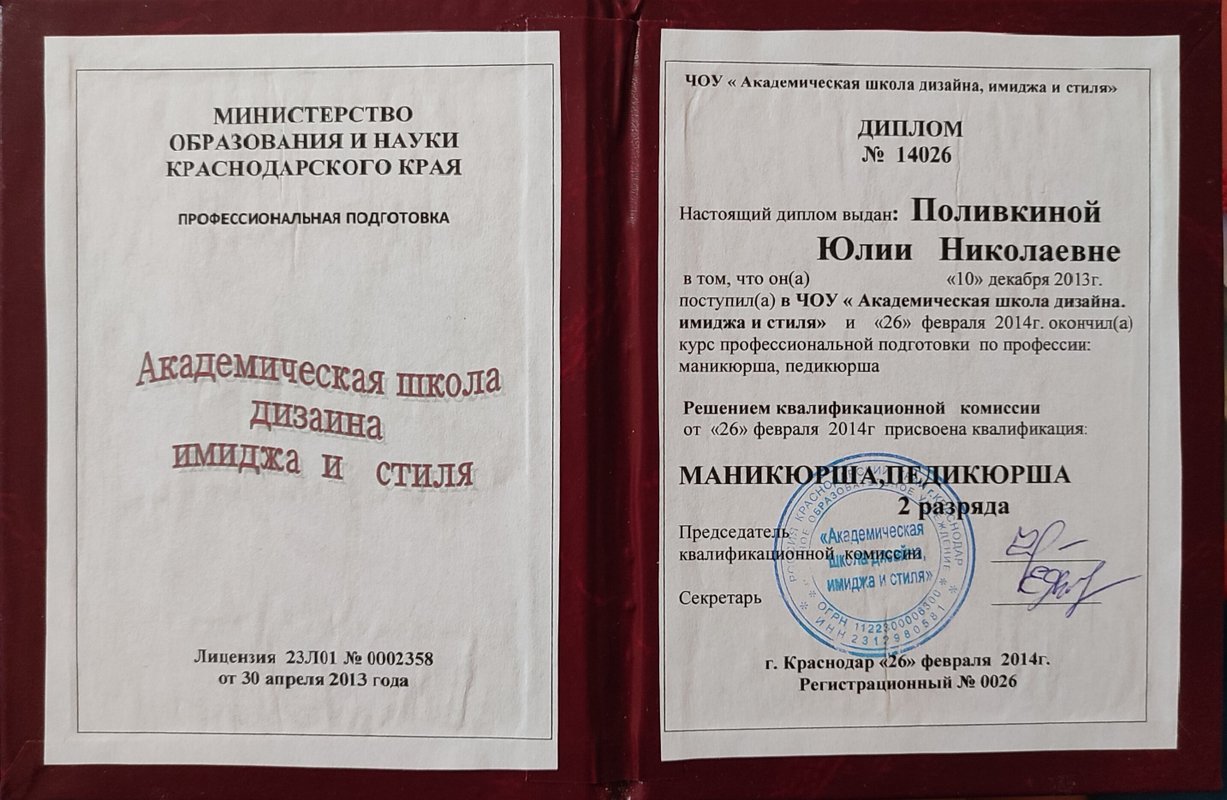 МИНИСТЕРСТВО
ОБРАЗОВАНИЯ И НАУКИ
КРАСНОДАРСКОГО КРАЯ
ПРОФЕССИОНАЛЬНАЯ ПОДГОТОВКА
Академическая школа
дизайна
имиджа и стиля
Лицензия 23Л01 № 0002358
от 30 апреля 2013 года
ЧОУ « Академическая школа дизайна, имиджа и стиля»
ДИПЛОМ
№ 14026
Настоящий диплом выдан: Поливкиной
Юлии Николаевне
в том, что он(а) «10» декабря 2013г.
поступил(а) в ЧОУ « Академическая школа дизайна.
имиджа и стиля» и «26» февраля 2014г. окончил(а)
курс профессиональной подготовки по профессии:
маникюрша, педикюрша
Решением квалификационной комиссии
от «26» февраля 2014г присвоена квалификация:
МАНИКЮРША,ПЕДИКЮРША
2 разряда
Председатель
квалификационной комиссии
Секретарь
«Академическая
школа дизайна,
имиджа и стиля»
ОГРН 1122300006300
ИНН 2312980581
г. Краснодар «26» февраля 2014г.
Регистрационный № 0026